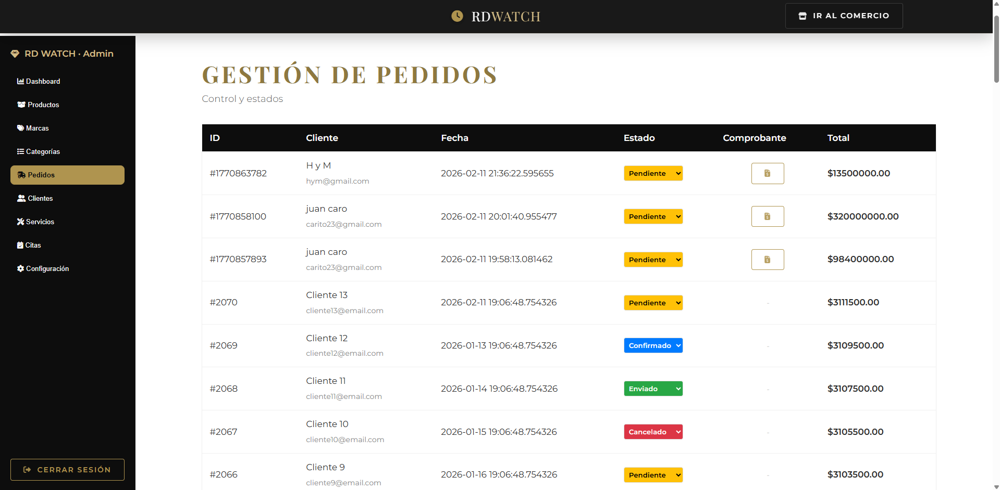 RDWATCH
IR AL COMERCIO
RD WATCH · Admin
Dashboard
Productos
Marcas
Categorías
Pedidos
Clientes
Servicios
Citas
Configuración
CERRAR SESIÓN
GESTIÓN DE PEDIDOS
Control y estados
ID Cliente Fecha Estado Comprobante Total
#1770863782 H y M 2026-02-11 21:36:22.595655 Pendiente $13500000.00
hym@gmail.com
#1770858100 juan caro 2026-02-11 20:01:40.955477 Pendiente $320000000.00
carito23@gmail.com
#1770857893 juan caro 2026-02-11 19:58:13.081462 Pendiente $98400000.00
carito23@gmail.com
#2070 Cliente 13 2026-02-11 19:06:48.754326 Pendiente - $3111500.00
cliente13@email.com
#2069 Cliente 12 2026-01-13 19:06:48.754326 Confirmado - $3109500.00
cliente12@email.com
#2068 Cliente 11 2026-01-14 19:06:48.754326 Enviado - $3107500.00
cliente11@email.com
#2067 Cliente 10 2026-01-15 19:06:48.754326 Cancelado - $3105500.00
cliente10@email.com
#2066 Cliente 9 2026-01-16 19:06:48.754326 Pendiente - $3103500.00
cliente9@email.com